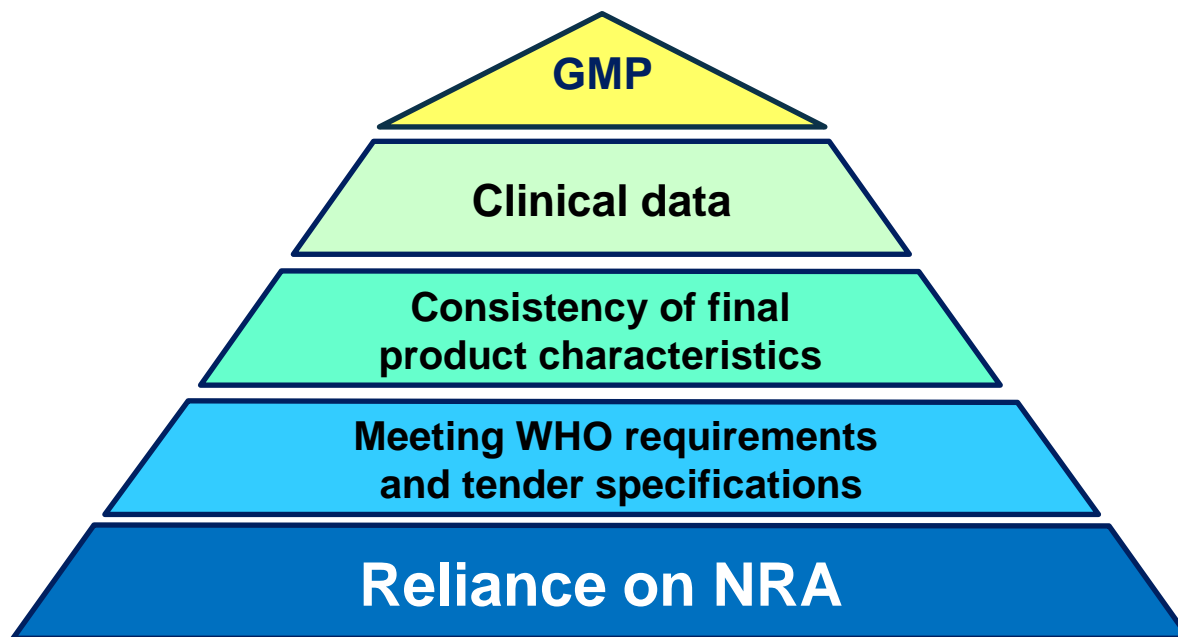 GMP
Clinical data
Consistency of final
product characteristics
Meeting WHO requirements
and tender specifications
Reliance on NRA